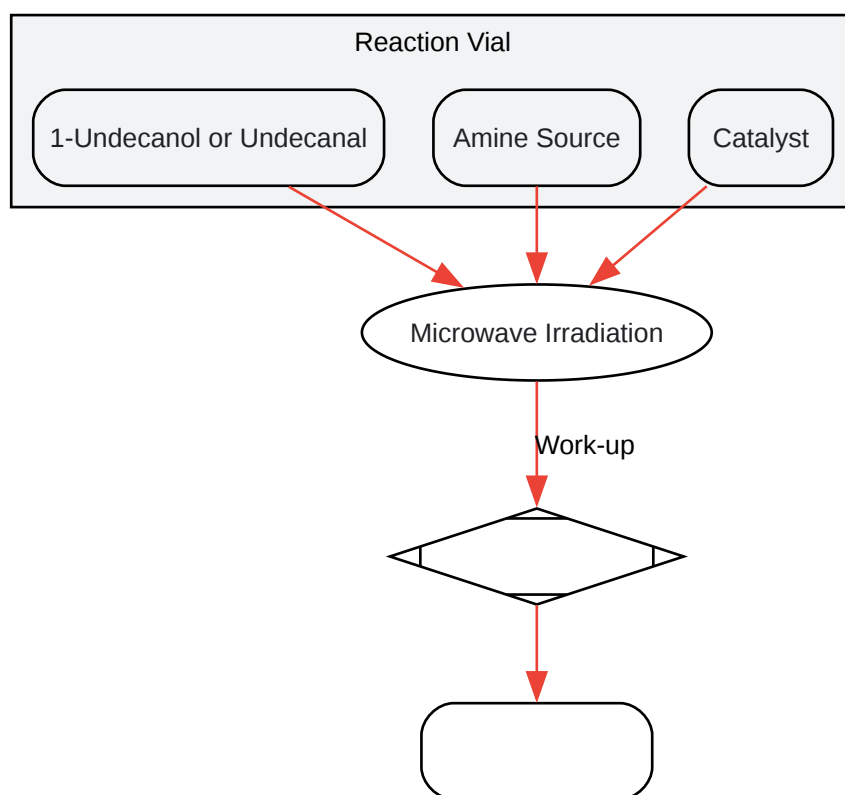 Reaction Vial
1-Undecanol or Undecanal
Amine Source
Catalyst
Microwave Irradiation
Work-up